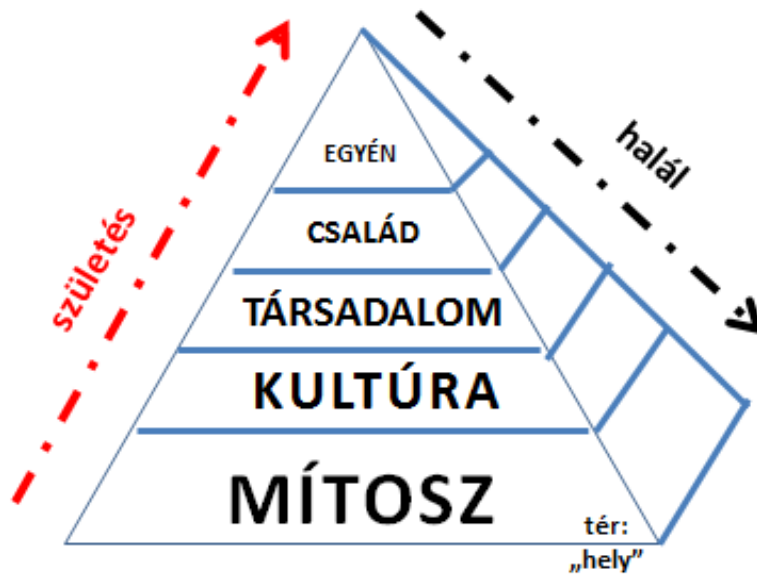 születés
halál
EGYÉN
CSALÁD
TÁRSADALOM
KULTÚRA
MÍTOSZ
tér:
„hely”